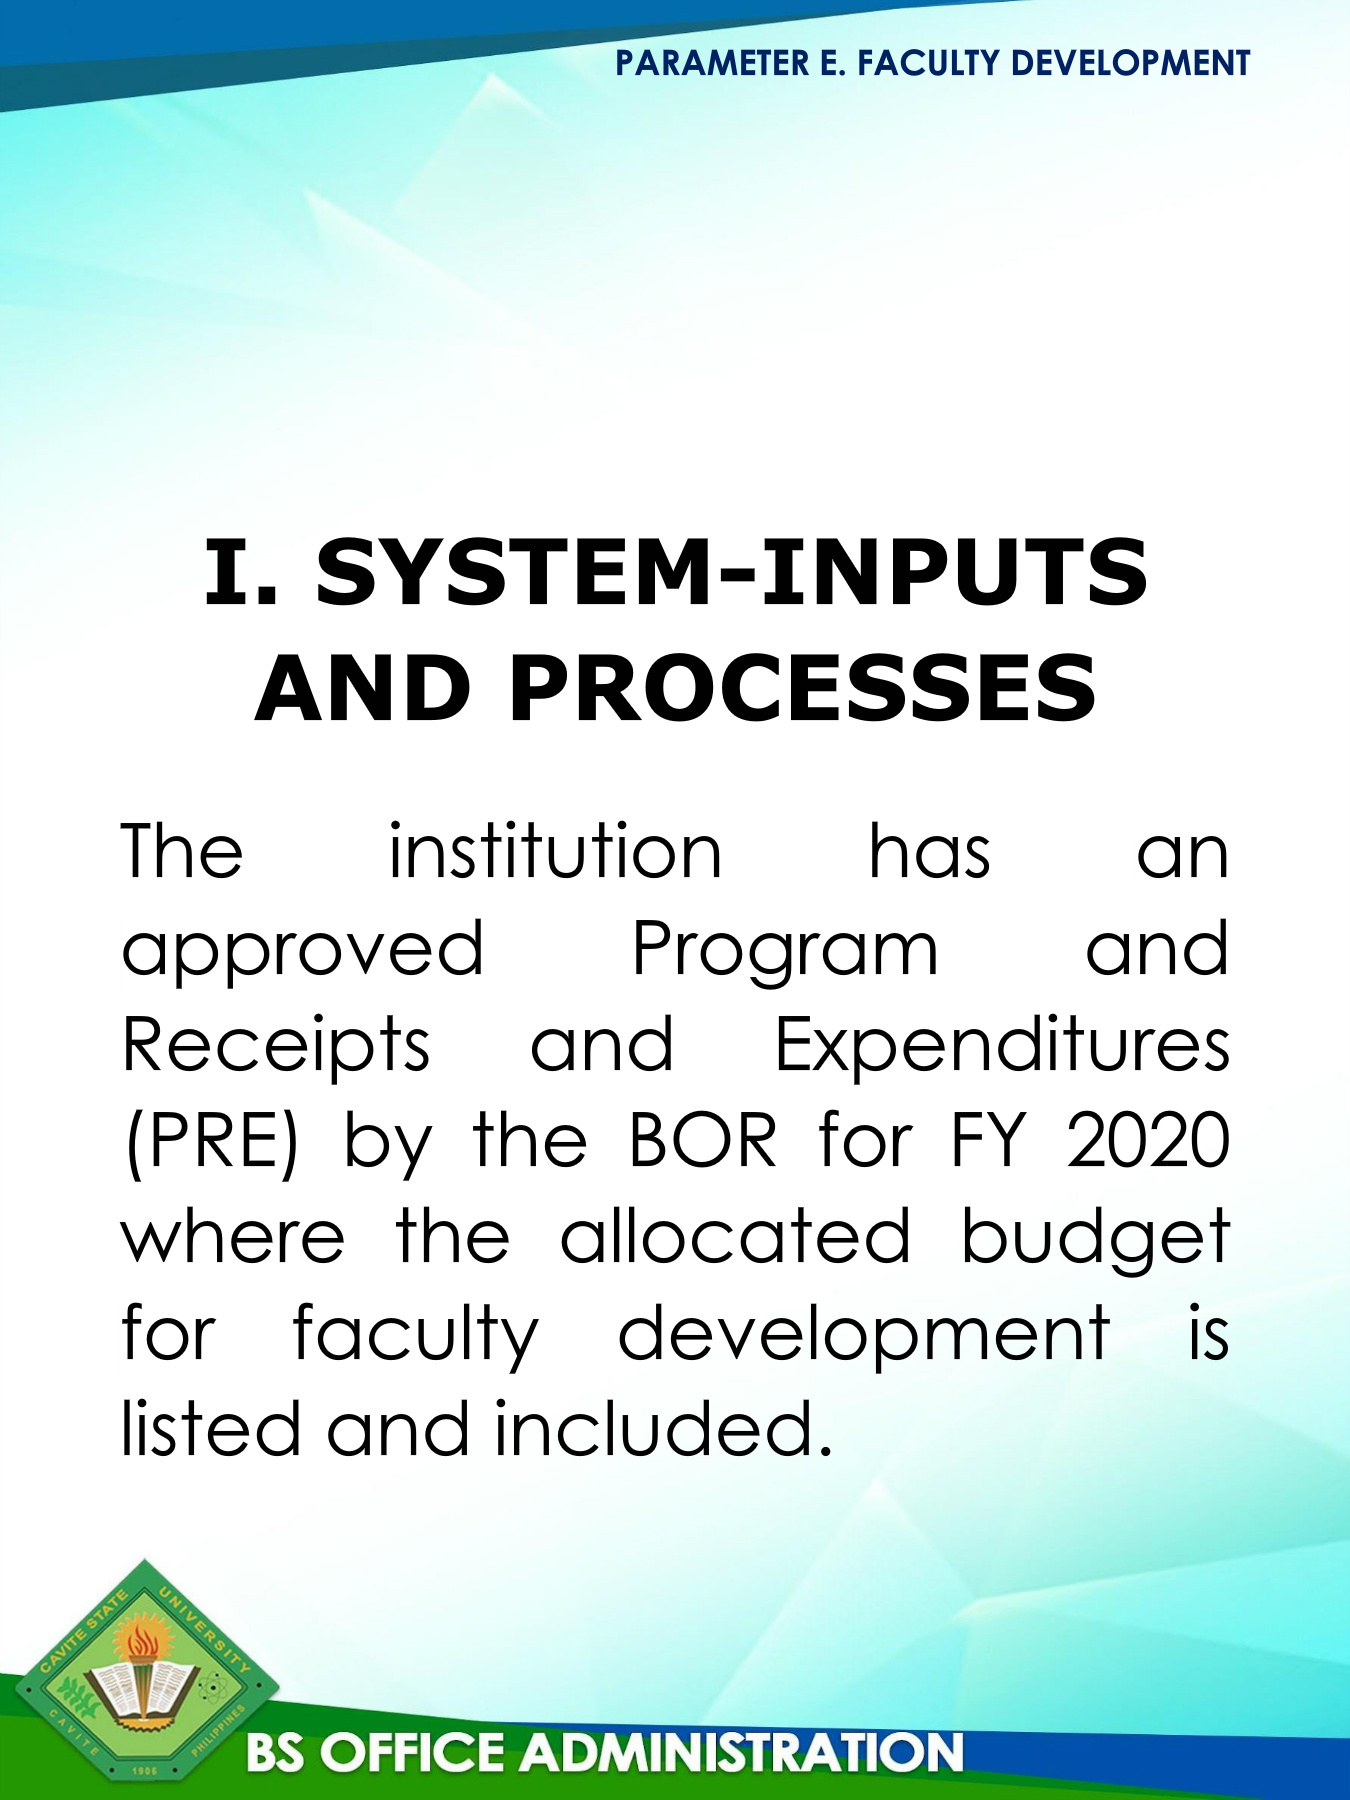 PARAMETER E. FACULTY DEVELOPMENT
I. SYSTEM-INPUTS
AND PROCESSES
The institution has an
approved Program and
Receipts and Expenditures
(PRE) by the BOR for FY 2020
where the allocated budget
for faculty development is
listed and included.
CAVITE STATE UNIVERSITY
CAVITE PHILIPPINES
1906
BS OFFICE ADMINISTRATION